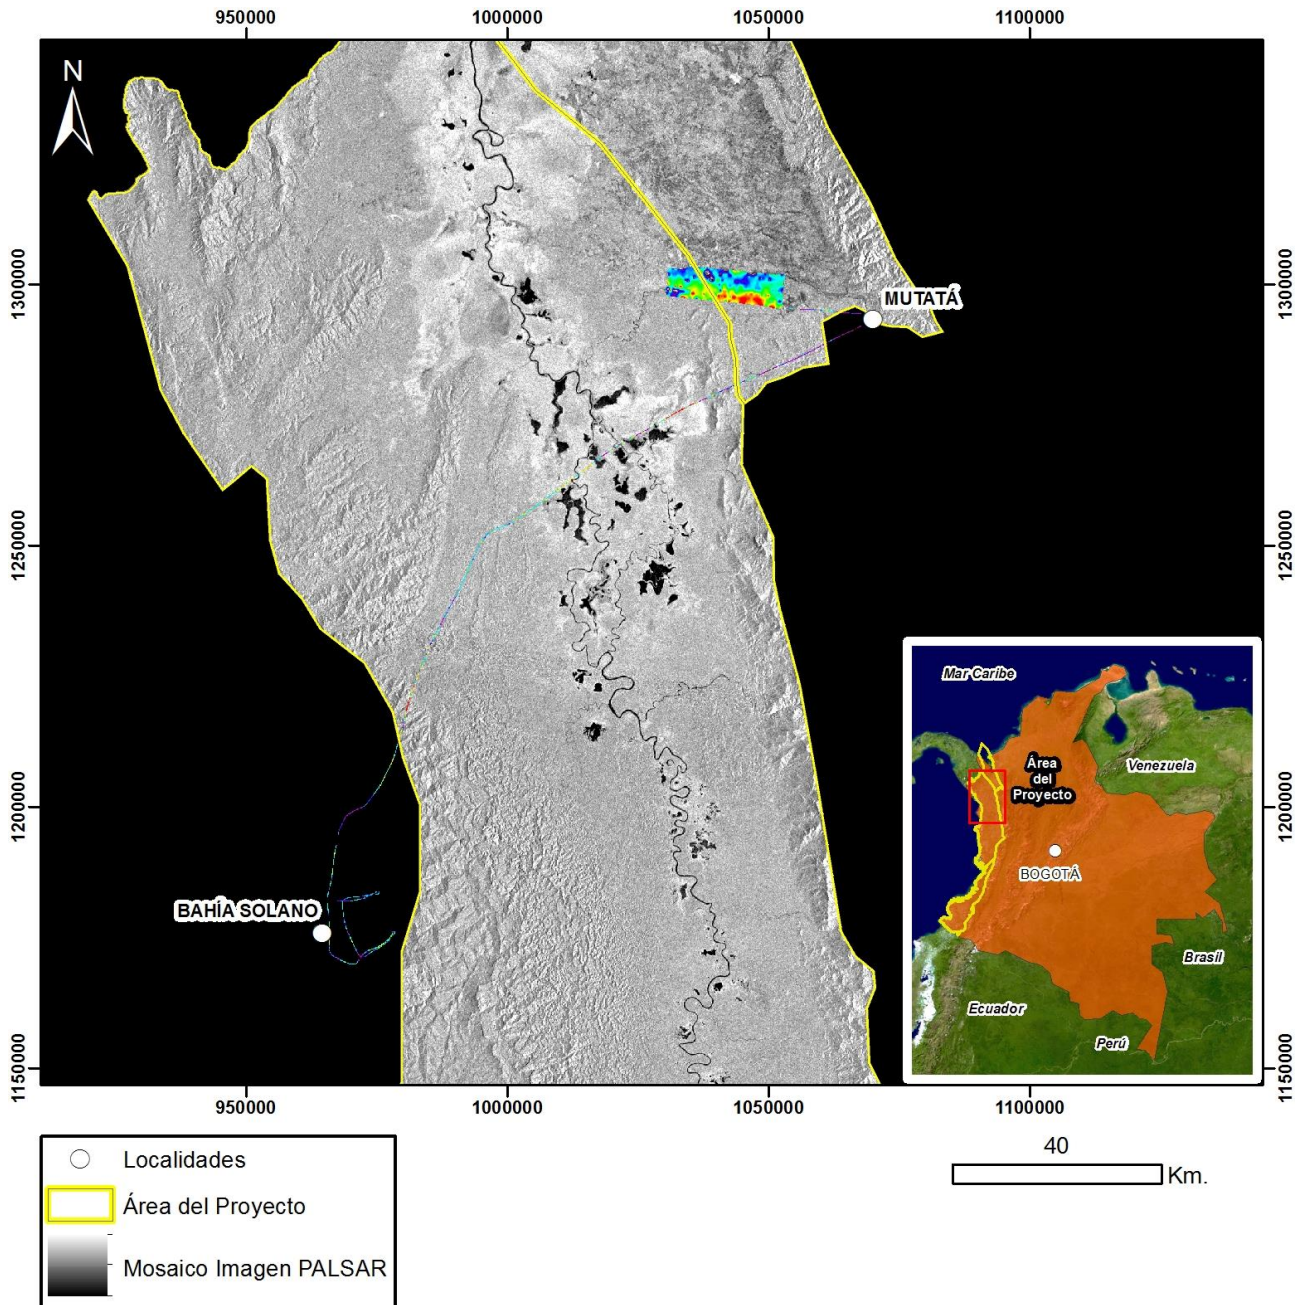 950000
1000000
1050000
1100000
N
1300000
1300000
MUTATÁ
1250000
1250000
Mar Caribe
Venezuela
Área
del
Proyecto
BOGOTÁ
Brasil
Ecuador
Perú
1200000
1200000
BAHÍA SOLANO
1150000
1150000
950000
1000000
1050000
1100000
Localidades
Área del Proyecto
Mosaico Imagen PALSAR
40
Km.